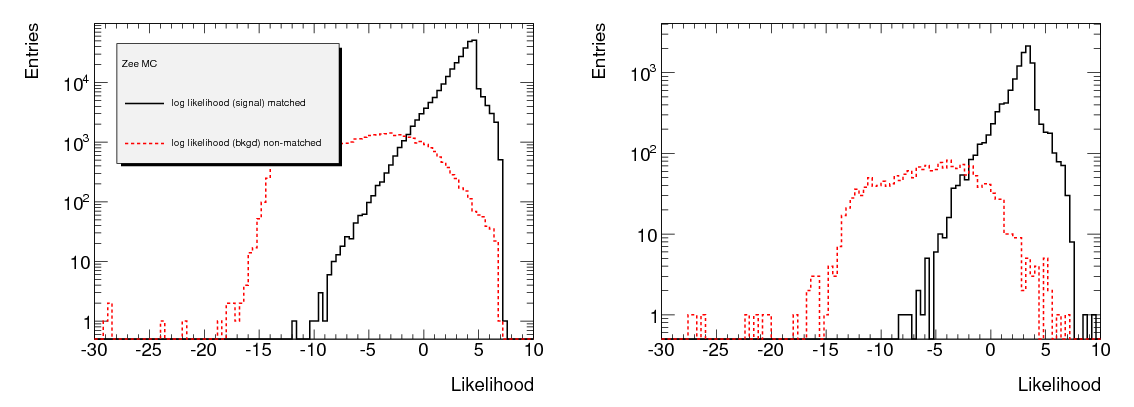 Entries
10^4
10^3
10^2
10
1
Zee MC
log likelihood (signal) matched
log likelihood (bkgd) non-matched
-30 -25 -20 -15 -10 -5 0 5 10
Likelihood
Entries
10^3
10^2
10
1
-30 -25 -20 -15 -10 -5 0 5 10
Likelihood